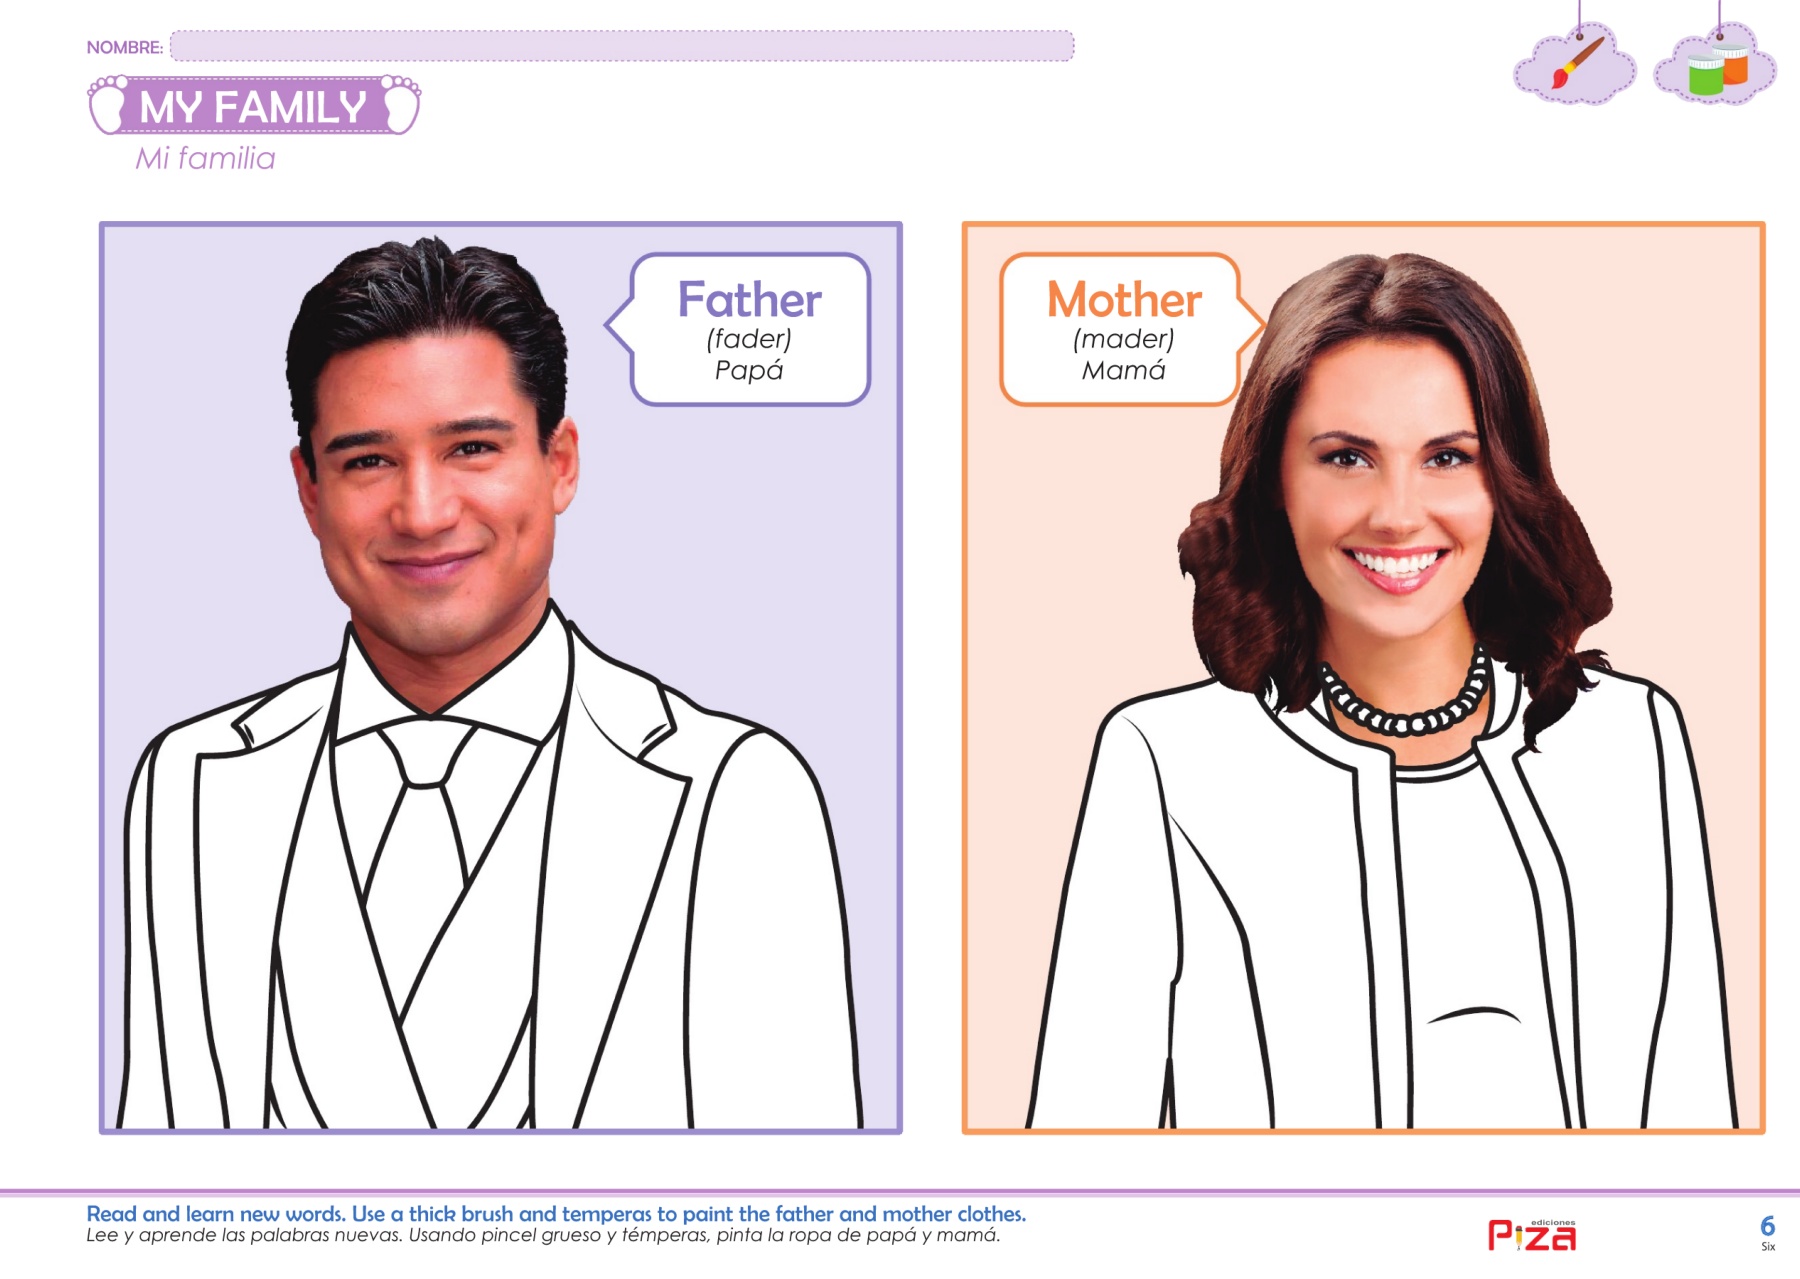 NOMBRE:
MY FAMILY
Mi familia
Father
(fader)
Papá
Mother
(mader)
Mamá
Read and learn new words. Use a thick brush and temperas to paint the father and mother clothes.
Lee y aprende las palabras nuevas. Usando pincel grueso y témperas, pinta la ropa de papá y mamá.
ediciones
Piza
6
Six